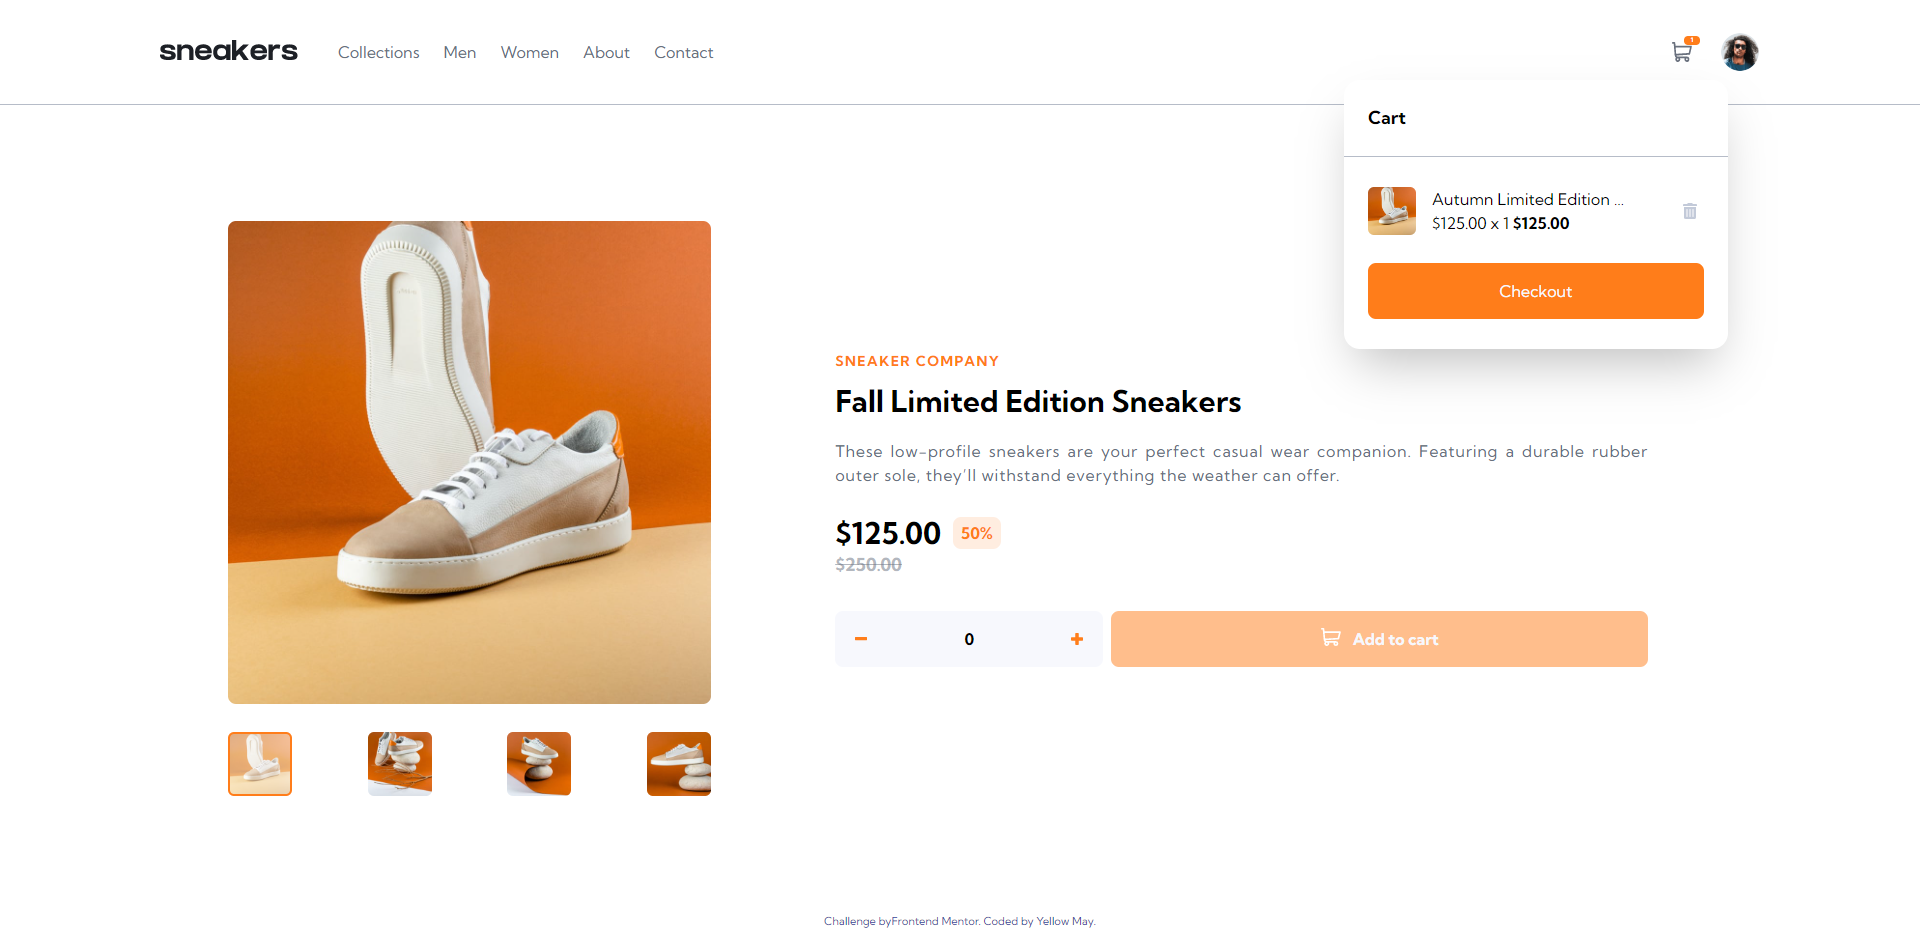 sneakers
Collections Men Women About Contact
1
Cart
Autumn Limited Edition ...
$125.00 x 1 $125.00
Checkout
SNEAKER COMPANY
Fall Limited Edition Sneakers
These low-profile sneakers are your perfect casual wear companion. Featuring a durable rubber
outer sole, they'll withstand everything the weather can offer.
$125.00 50%
$250.00
0
Add to cart
Challenge byFrontend Mentor. Coded by Yellow May.